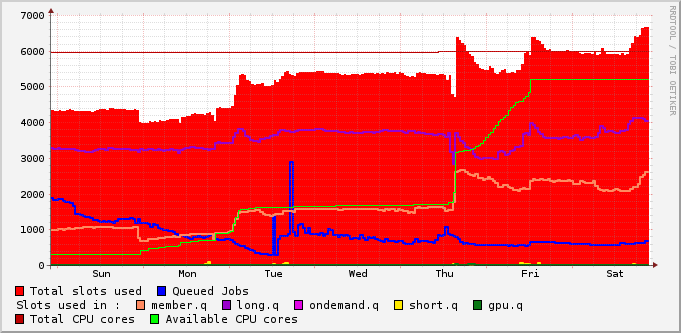 7000
6000
5000
4000
3000
2000
1000
0
Sun Mon Tue Wed Thu Fri Sat
RRDTOOL / TOBI OETIKER
Total slots used Queued Jobs
Slots used in : member.q long.q ondemand.q short.q gpu.q
Total CPU cores Available CPU cores